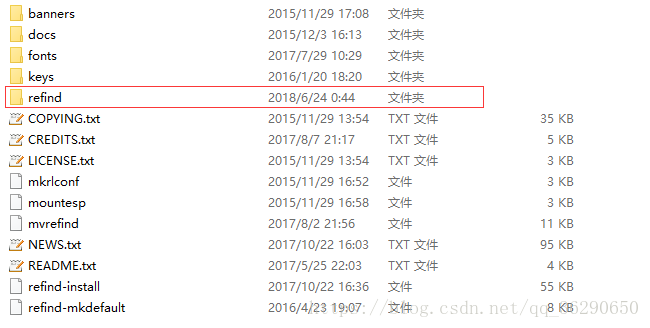 banners 2015/11/29 17:08 文件夹
docs 2015/12/3 16:13 文件夹
fonts 2017/7/29 10:29 文件夹
keys 2016/1/20 18:20 文件夹
refind 2018/6/24 0:44 文件夹
COPYING.txt 2015/11/29 13:54 TXT 文件 35 KB
CREDITS.txt 2017/8/7 21:17 TXT 文件 5 KB
LICENSE.txt 2015/11/29 13:54 TXT 文件 3 KB
mkrlconf 2015/11/29 16:52 文件 3 KB
mountesp 2015/11/29 16:58 文件 3 KB
mvrefind 2017/8/2 21:56 文件 11 KB
NEWS.txt 2017/10/22 16:03 TXT 文件 95 KB
README.txt 2017/5/25 22:03 TXT 文件 4 KB
refind-install 2017/10/22 16:36 文件 55 KB
refind-mkdefault 2016/4/23 19:07 文件 8 KB
https://blog.csdn.net/qq_36290650